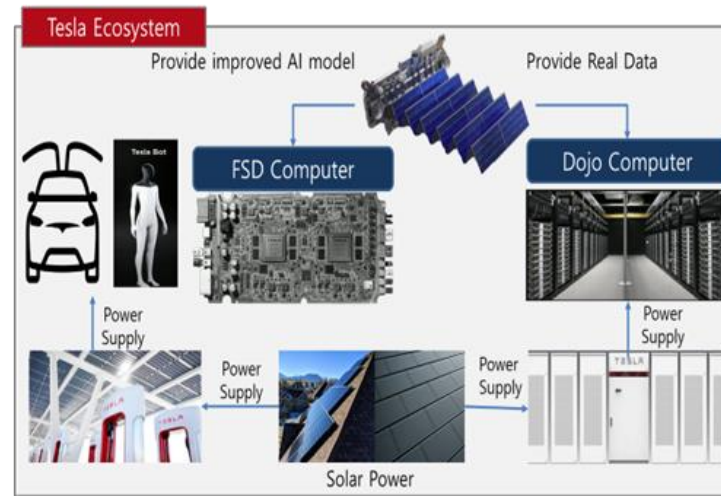 Tesla Ecosystem
Provide improved AI model
Provide Real Data
Tesla Bot
FSD Computer
Dojo Computer
Power
Supply
Power
Supply
Power
Supply
Power
Supply
TESLA
Solar Power